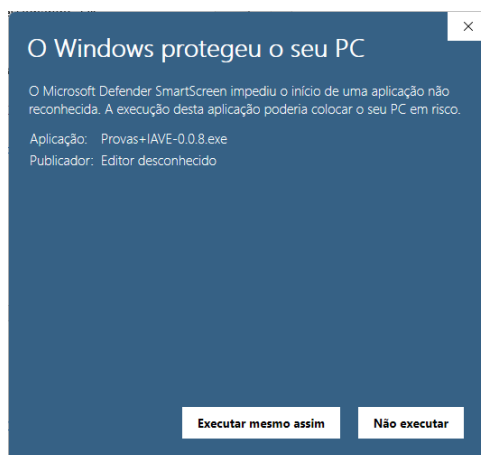 O Windows protegeu o seu PC
O Microsoft Defender SmartScreen impediu o início de uma aplicação não
reconhecida. A execução desta aplicação poderia colocar o seu PC em risco.
Aplicação: Provas+IAVE-0.0.8.exe
Publicador: Editor desconhecido
Executar mesmo assim
Não executar